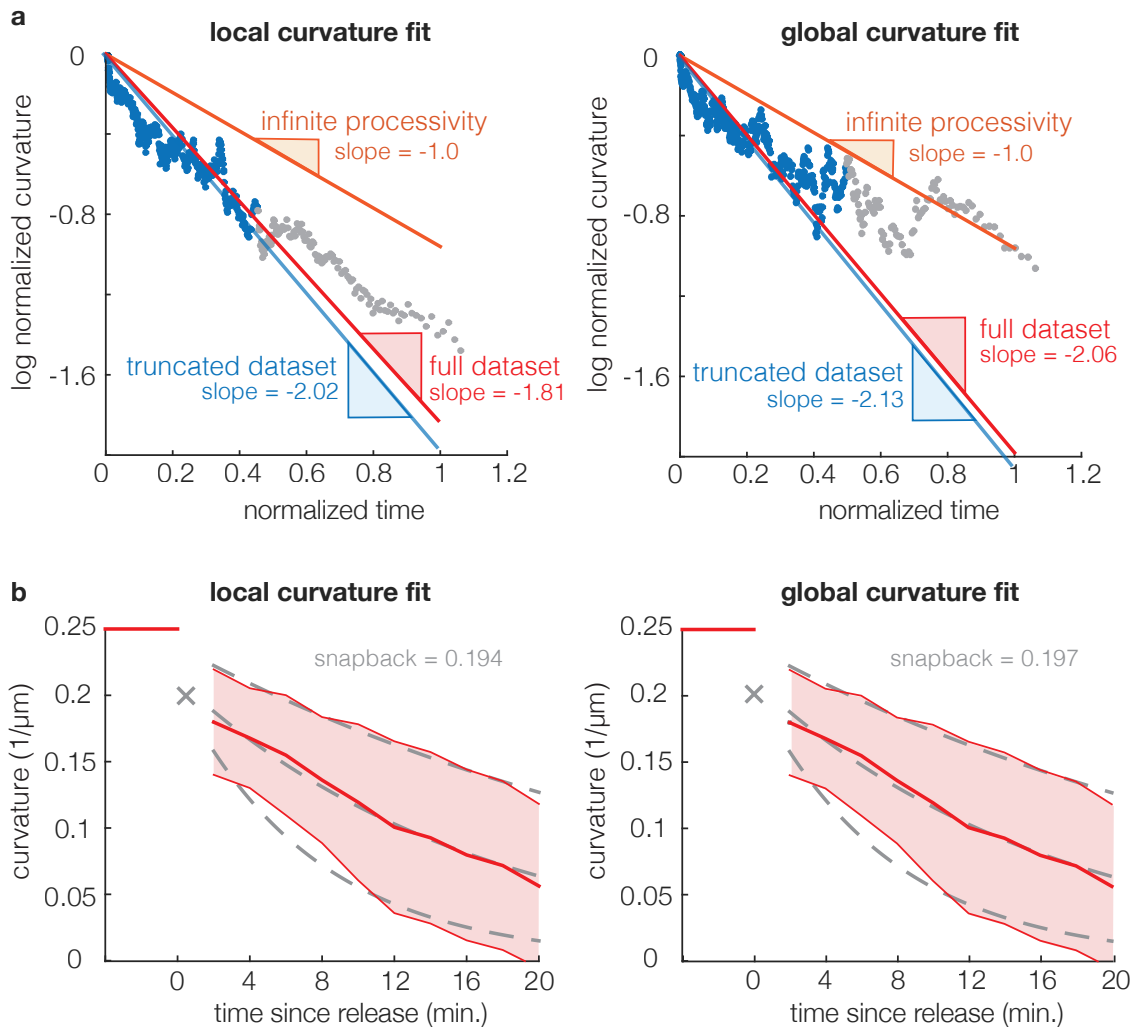 a
local curvature fit
global curvature fit
0
-0.8
-1.6
log normalized curvature
infinite processivity
slope = -1.0
truncated dataset
slope = -2.02
full dataset
slope = -1.81
0 0.2 0.4 0.6 0.8 1 1.2
normalized time
0
-0.8
-1.6
log normalized curvature
infinite processivity
slope = -1.0
full dataset
slope = -2.06
truncated dataset
slope = -2.13
0 0.2 0.4 0.6 0.8 1 1.2
normalized time
b
local curvature fit
global curvature fit
0.25
0.2
0.15
0.1
0.05
0
curvature (1/µm)
snapback = 0.194
0 4 8 12 16 20
time since release (min.)
0.25
0.2
0.15
0.1
0.05
0
curvature (1/µm)
snapback = 0.197
0 4 8 12 16 20
time since release (min.)